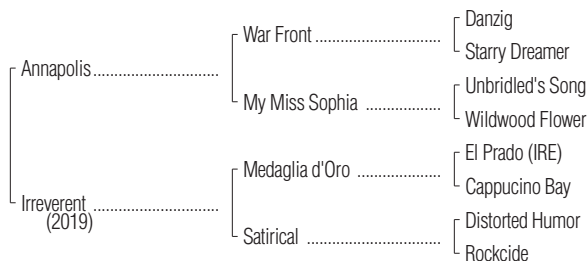 Danzig
War Front
Starry Dreamer
Annapolis
Unbridled's Song
My Miss Sophia
Wildwood Flower
El Prado (IRE)
Medaglia d'Oro
Cappucino Bay
Irreverent
(2019)
Distorted Humor
Satirical
Rockcide